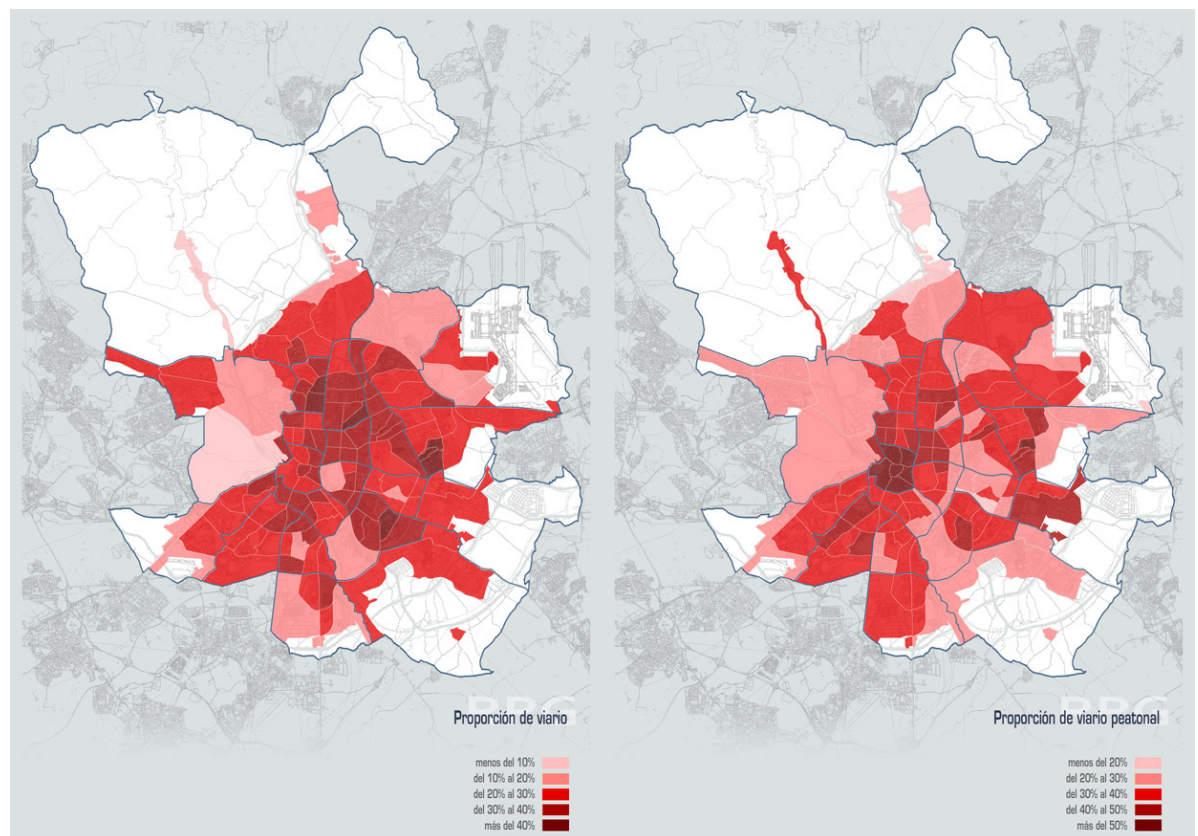 PRG
Proporción de viario
menos del 10%
del 10% al 20%
del 20% al 30%
del 30% al 40%
más del 40%
PRG
Proporción de viario peatonal
menos del 20%
del 20% al 30%
del 30% al 40%
del 40% al 50%
más del 50%